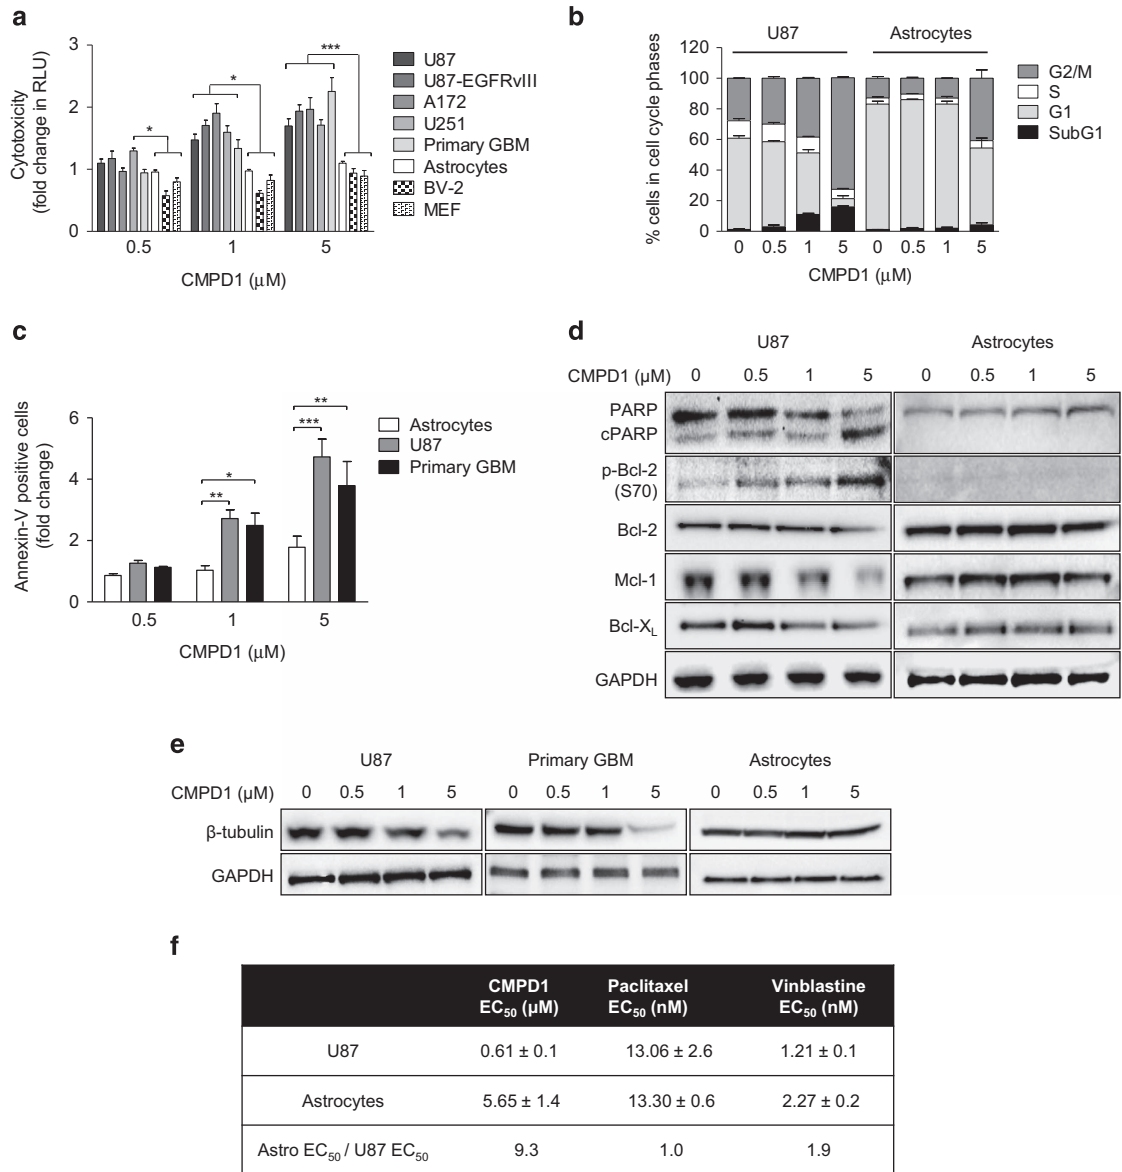 a
3
2
1
0
Cytotoxicity
(fold change in RLU)
*
*
***
0.5 1 5
CMPD1 (μM)
U87
U87-EGFRvIII
A172
U251
Primary GBM
Astrocytes
BV-2
MEF
b
U87 Astrocytes
120
100
80
60
40
20
0
% cells in cell cycle phases
0 0.5 1 5 0 0.5 1 5
CMPD1 (μM)
G2/M
S
G1
SubG1
c
6
4
2
0
Annexin-V positive cells
(fold change)
*
**
**
***
0.5 1 5
CMPD1 (μM)
Astrocytes
U87
Primary GBM
d
U87 Astrocytes
CMPD1 (μM) 0 0.5 1 5 0 0.5 1 5
PARP
cPARP
p-Bcl-2
(S70)
Bcl-2
Mcl-1
Bcl-XL
GAPDH
e
U87 Primary GBM Astrocytes
CMPD1 (μM) 0 0.5 1 5 0 0.5 1 5 0 0.5 1 5
β-tubulin
GAPDH
f
CMPD1 Paclitaxel Vinblastine
EC50 (μM) EC50 (nM) EC50 (nM)
U87 0.61 ± 0.1 13.06 ± 2.6 1.21 ± 0.1
Astrocytes 5.65 ± 1.4 13.30 ± 0.6 2.27 ± 0.2
Astro EC50 / U87 EC50 9.3 1.0 1.9